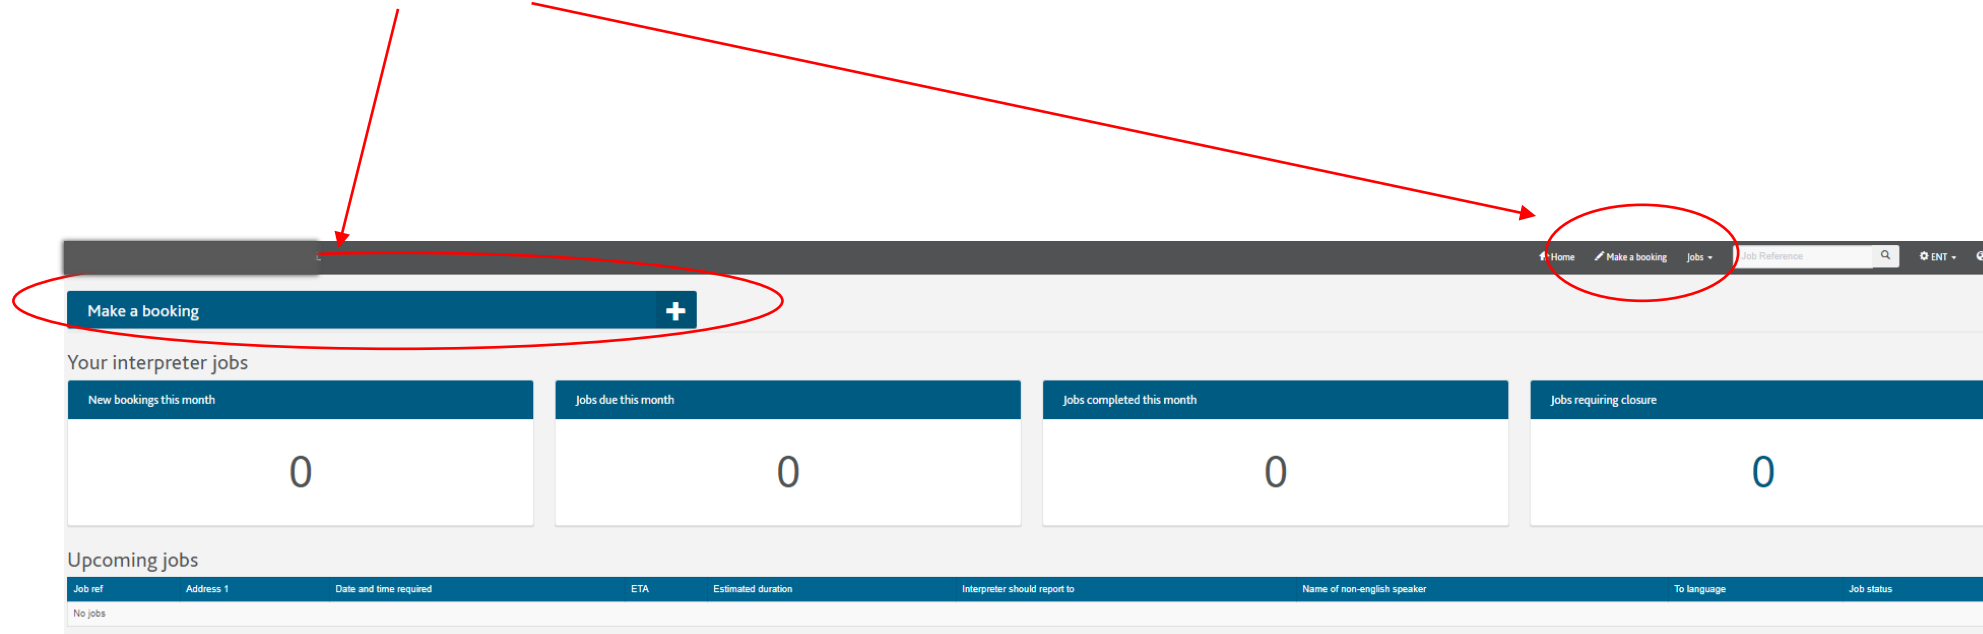 Home Make a booking Jobs Job Reference ENT
Make a booking
Your interpreter jobs
New bookings this month Jobs due this month Jobs completed this month Jobs requiring closure
0 0 0 0
Upcoming jobs
Job ref Address 1 Date and time required ETA Estimated duration Interpreter should report to Name of non-english speaker To language Job status
No jobs